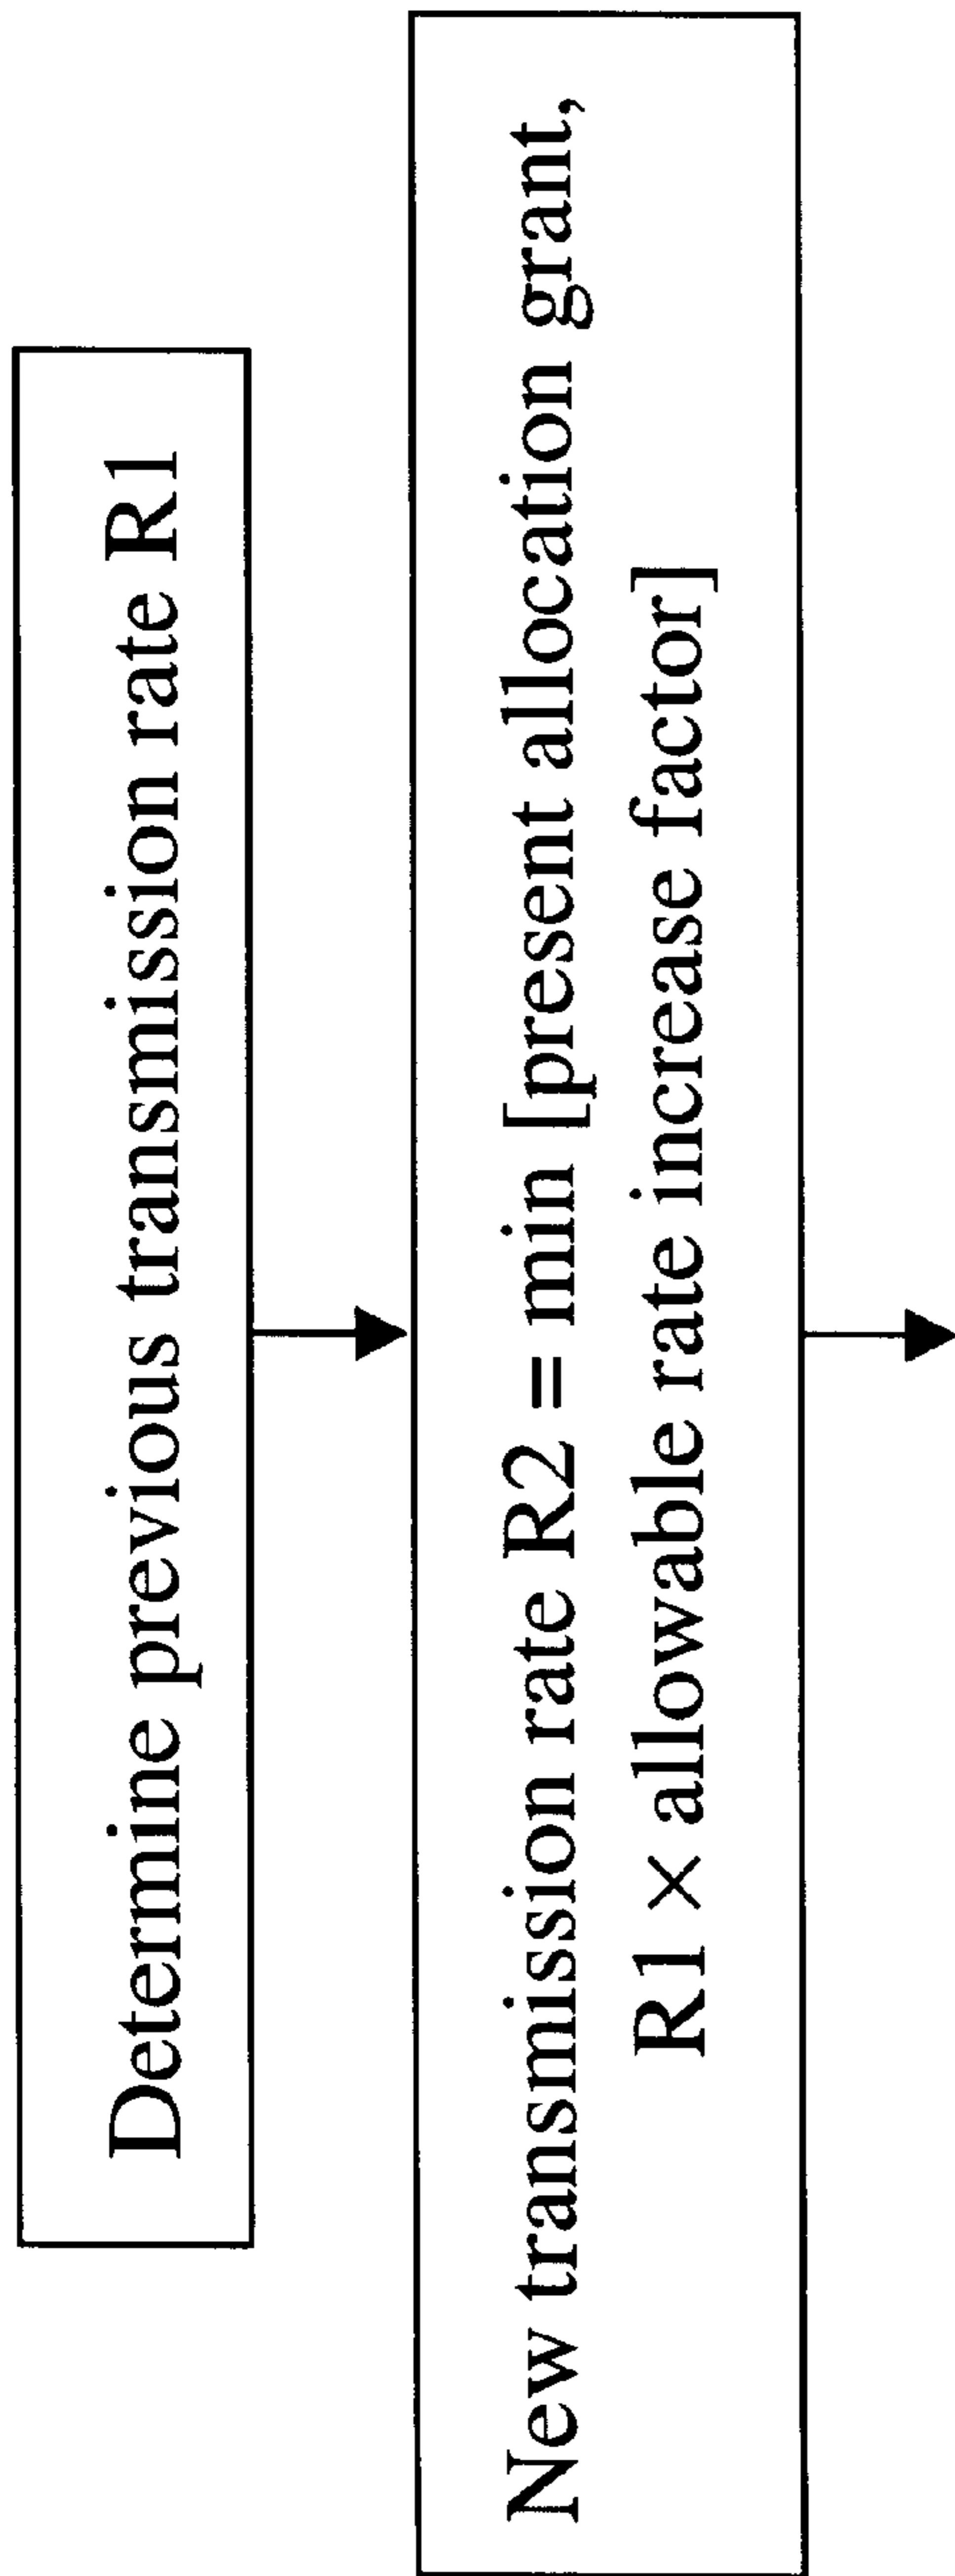 Determine previous transmission rate R1
New transmission rate R2 = min [present allocation grant,
R1 × allowable rate increase factor]